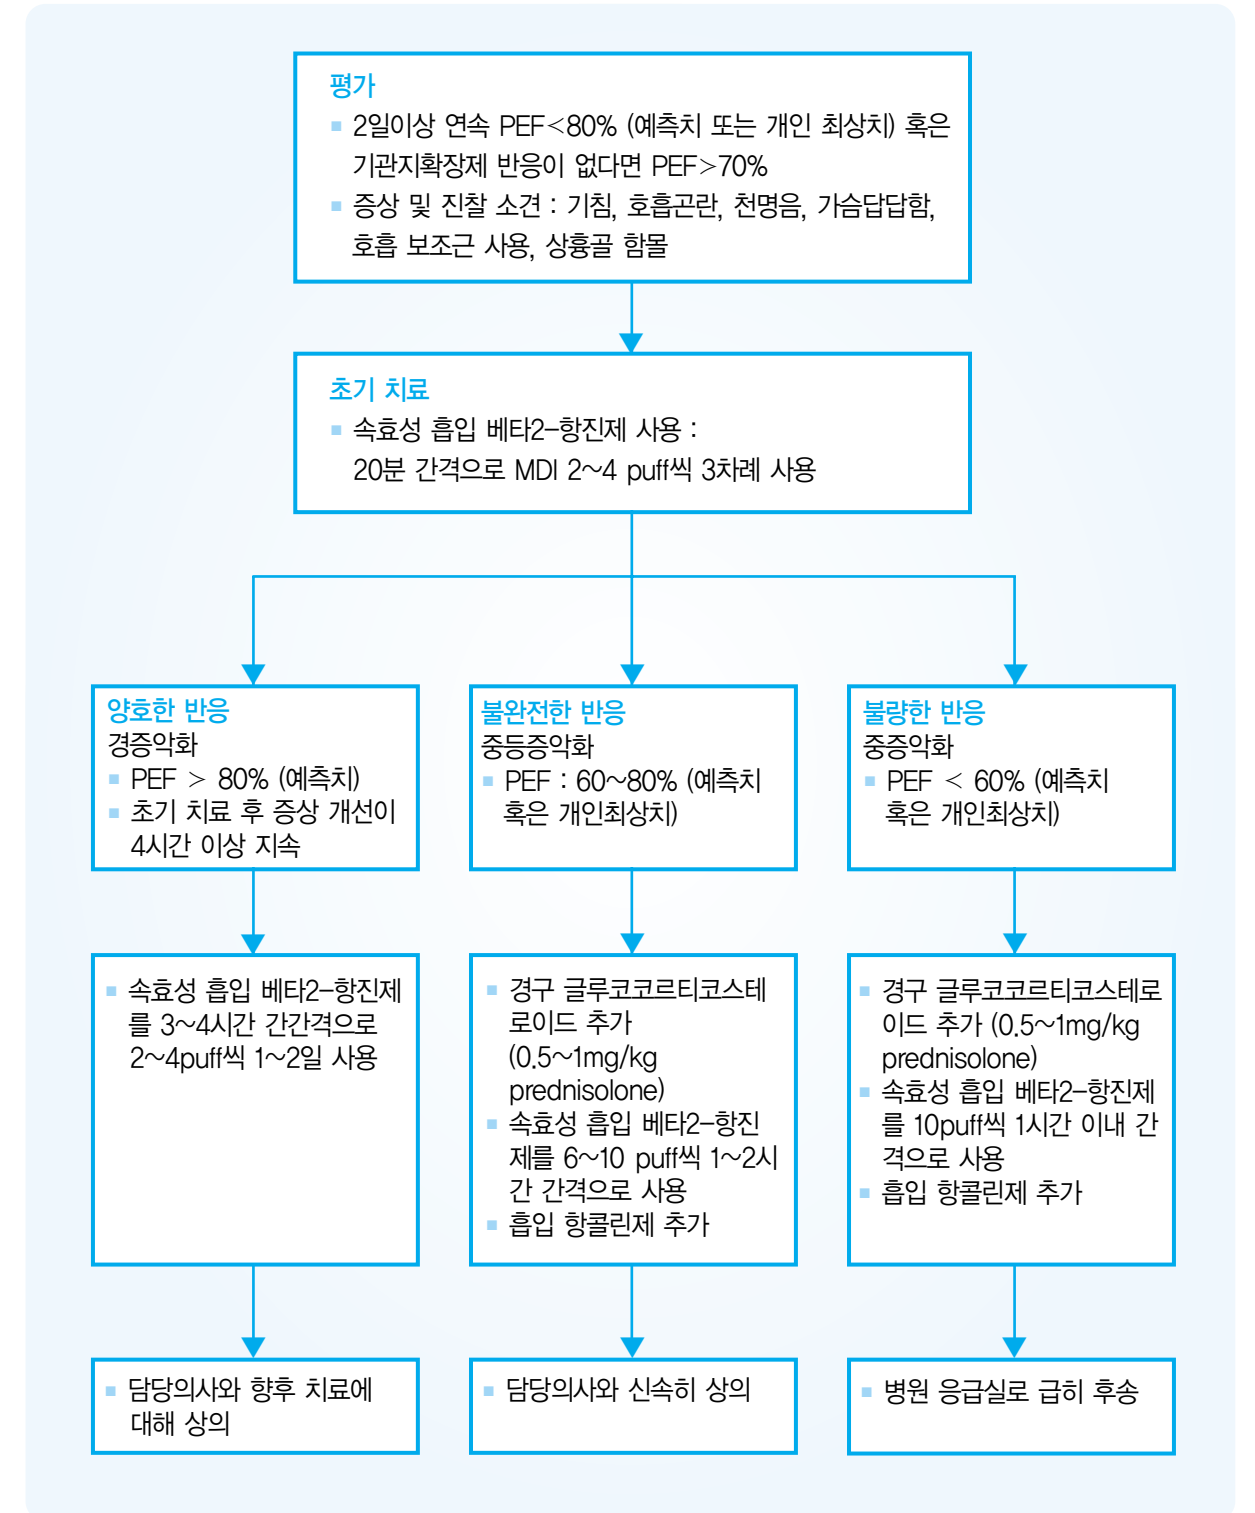 평가
2일이상 연속 PEF<80% (예측치 또는 개인 최상치) 혹은
기관지확장제 반응이 없다면 PEF>70%
증상 및 진찰 소견 : 기침, 호흡곤란, 천명음, 가슴답답함,
호흡 보조근 사용, 상흉골 함몰
초기 치료
속효성 흡입 베타2-항진제 사용 :
20분 간격으로 MDI 2~4 puff씩 3차례 사용
양호한 반응
경증악화
PEF > 80% (예측치)
초기 치료 후 증상 개선이
4시간 이상 지속
불완전한 반응
중등증악화
PEF : 60~80% (예측치
혹은 개인최상치)
불량한 반응
중증악화
PEF < 60% (예측치
혹은 개인최상치)
속효성 흡입 베타2-항진제
를 3~4시간 간간격으로
2~4puff씩 1~2일 사용
경구 글루코코르티코스테
로이드 추가
(0.5~1mg/kg
prednisolone)
속효성 흡입 베타2-항진
제를 6~10 puff씩 1~2시
간 간격으로 사용
흡입 항콜린제 추가
경구 글루코코르티코스테로
이드 추가 (0.5~1mg/kg
prednisolone)
속효성 흡입 베타2-항진제
를 10puff씩 1시간 이내 간
격으로 사용
흡입 항콜린제 추가
담당의사와 향후 치료에
대해 상의
담당의사와 신속히 상의
병원 응급실로 급히 후송